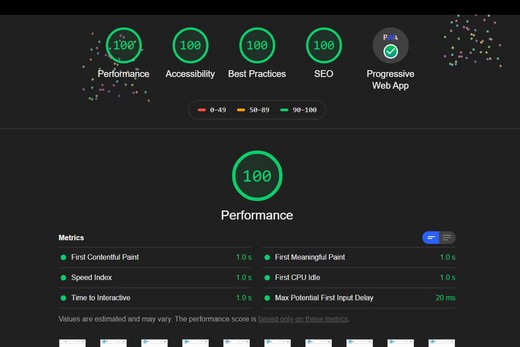 100 100 100 100 PWA
Performance Accessibility Best Practices SEO Progressive
Web App
0–49 50–89 90–100
100
Performance
Metrics
First Contentful Paint 1.0 s First Meaningful Paint 1.0 s
Speed Index 1.0 s First CPU Idle 1.0 s
Time to Interactive 1.0 s Max Potential First Input Delay 20 ms
Values are estimated and may vary. The performance score is based only on these metrics.